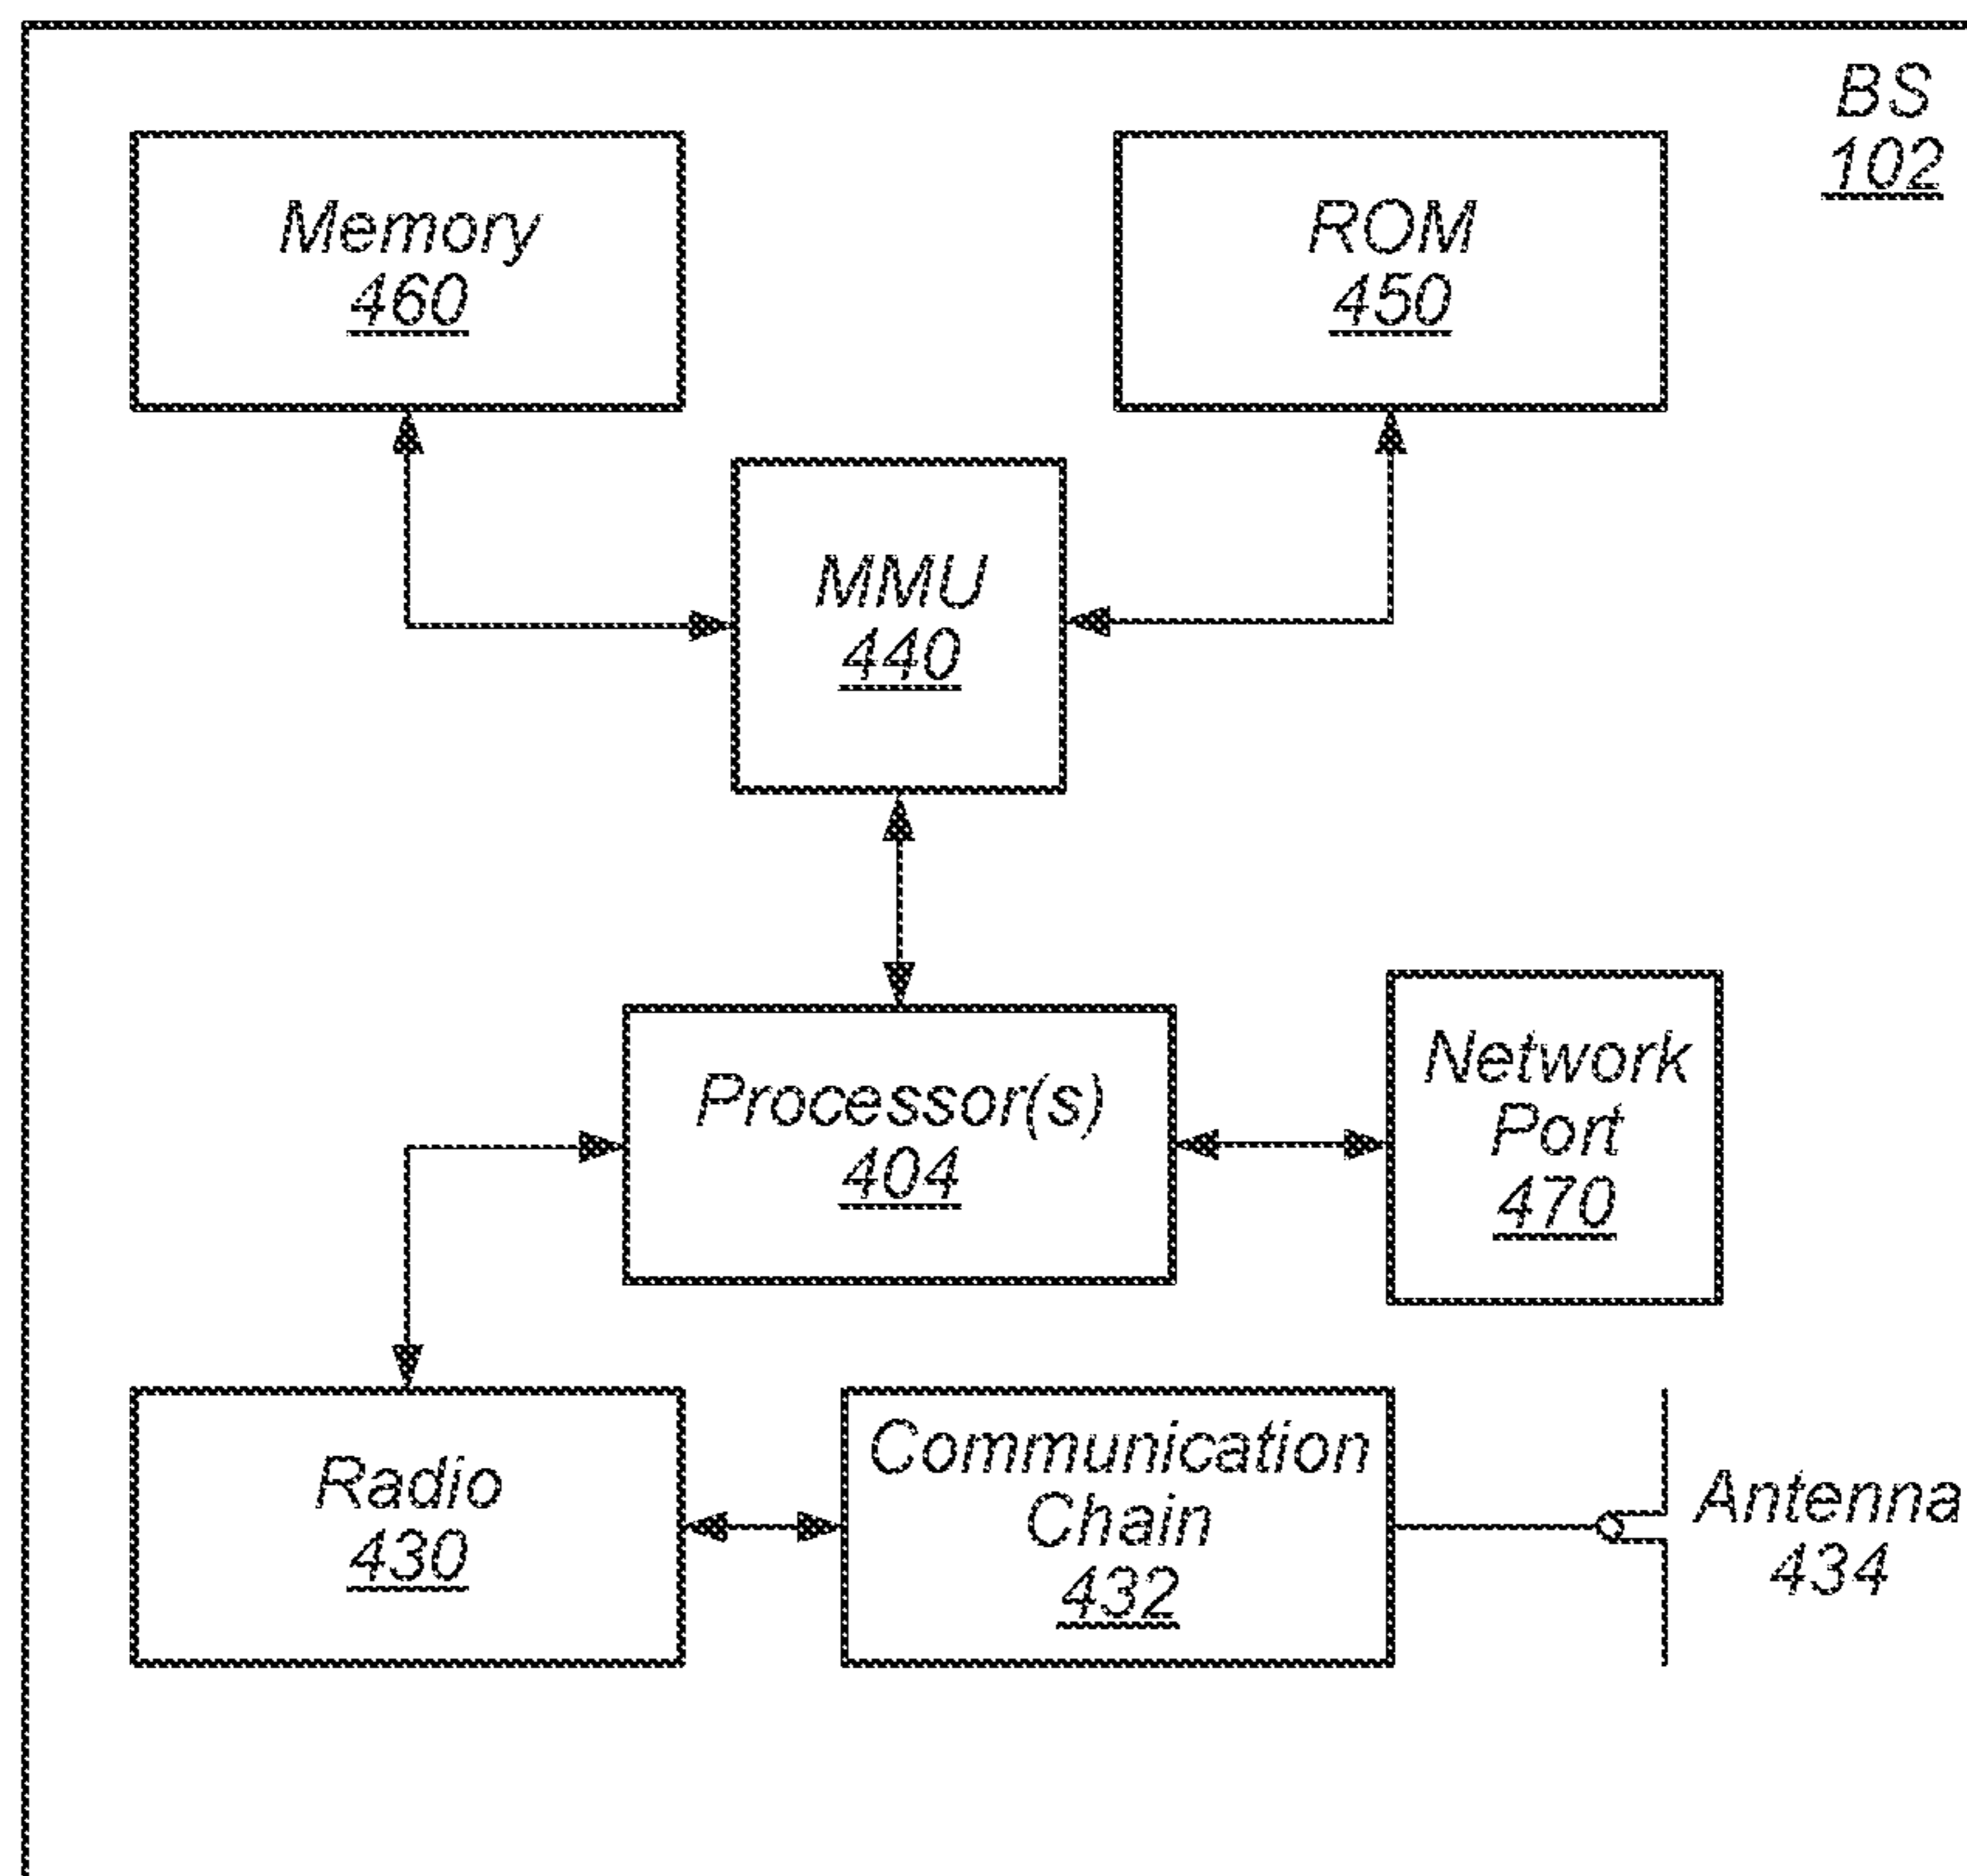 BS
102
Memory
460
ROM
450
MMU
440
Processor(s)
404
Network
Port
470
Radio
430
Communication
Chain
432
Antenna
434